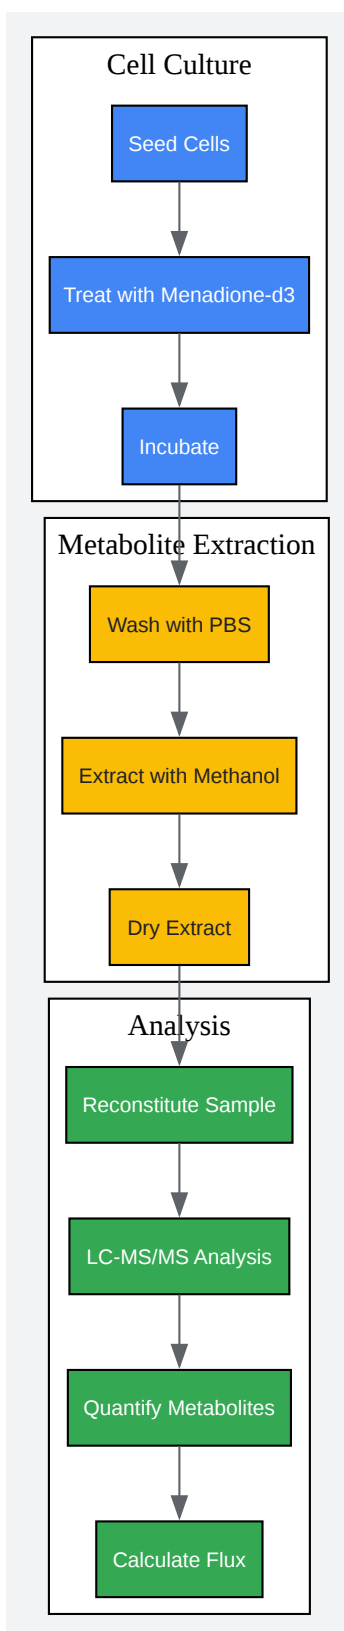 Cell Culture
Seed Cells
Treat with Menadione-d3
Incubate
Metabolite Extraction
Wash with PBS
Extract with Methanol
Dry Extract
Analysis
Reconstitute Sample
LC-MS/MS Analysis
Quantify Metabolites
Calculate Flux